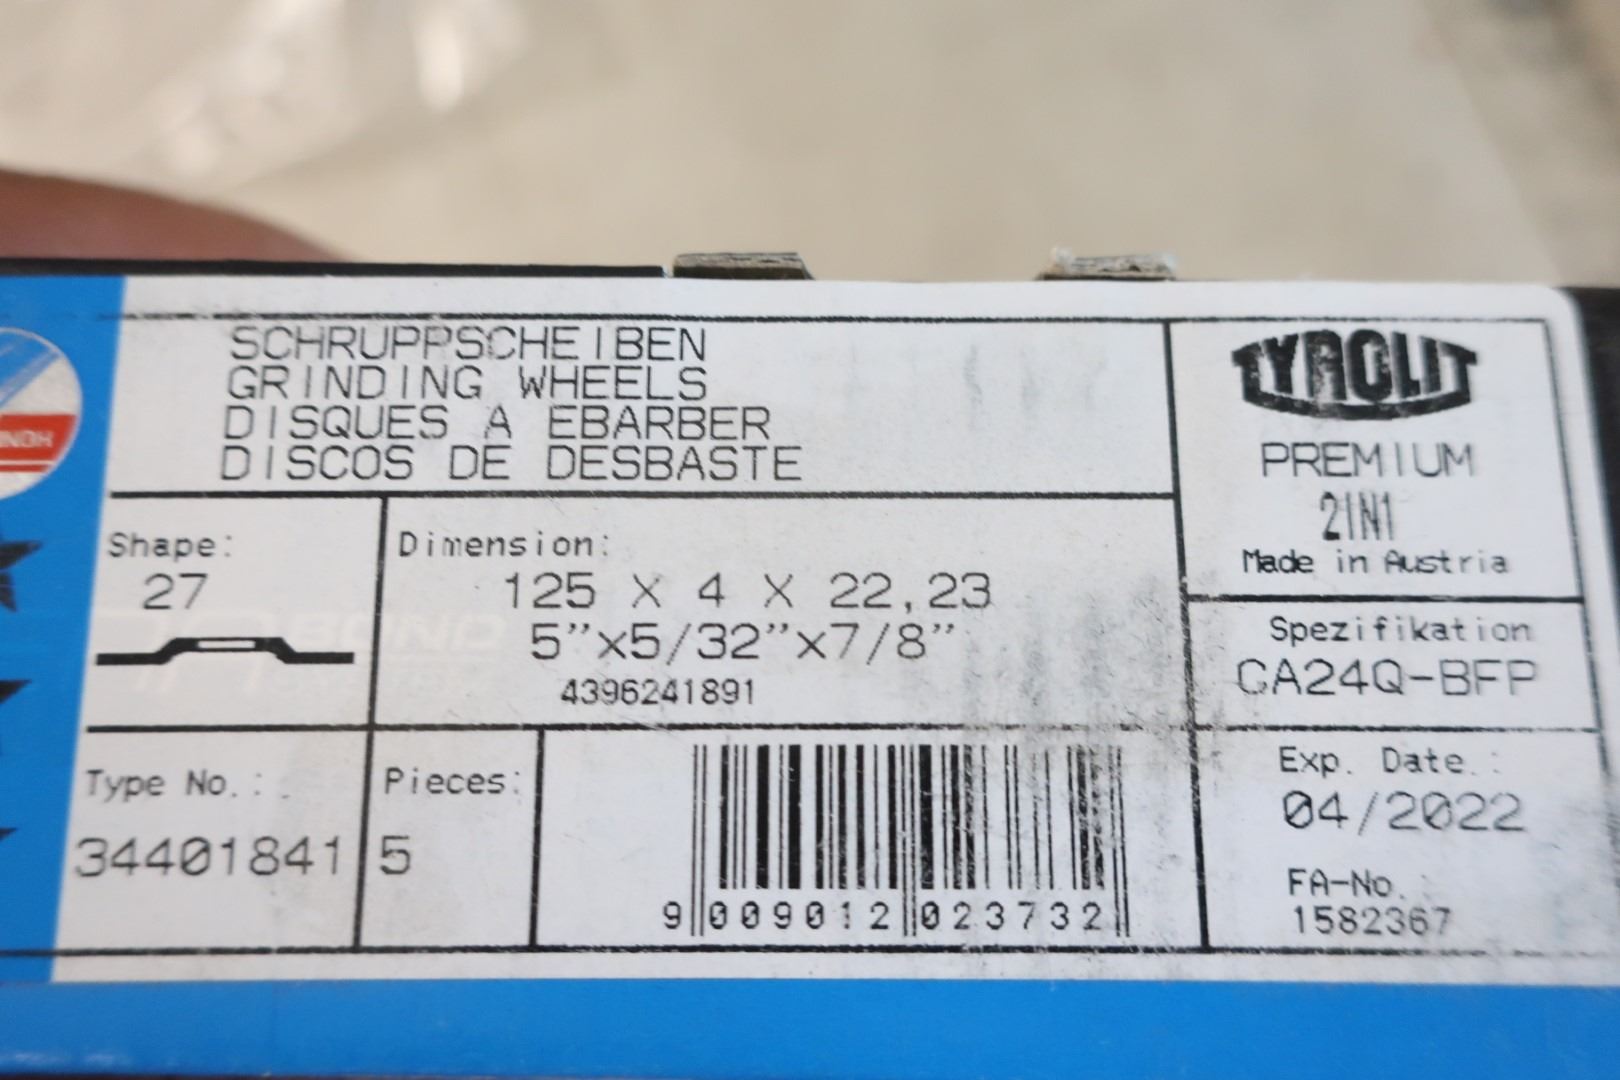 SCHRUPPSCHEIBEN
GRINDING WHEELS
DISQUES A EBARBER
DISCOS DE DESBASTE
TYROLIT
PREMIUM
2IN1
Made in Austria
Shape:
27
Dimension:
125 X 4 X 22,23
5”x5/32”x7/8”
4396241891
BOND
Spezifikation
CA24Q-BFP
Type No.:
34401841
Pieces:
5
9 009012 023732
Exp. Date.:
04/2022
FA-No.:
1582367